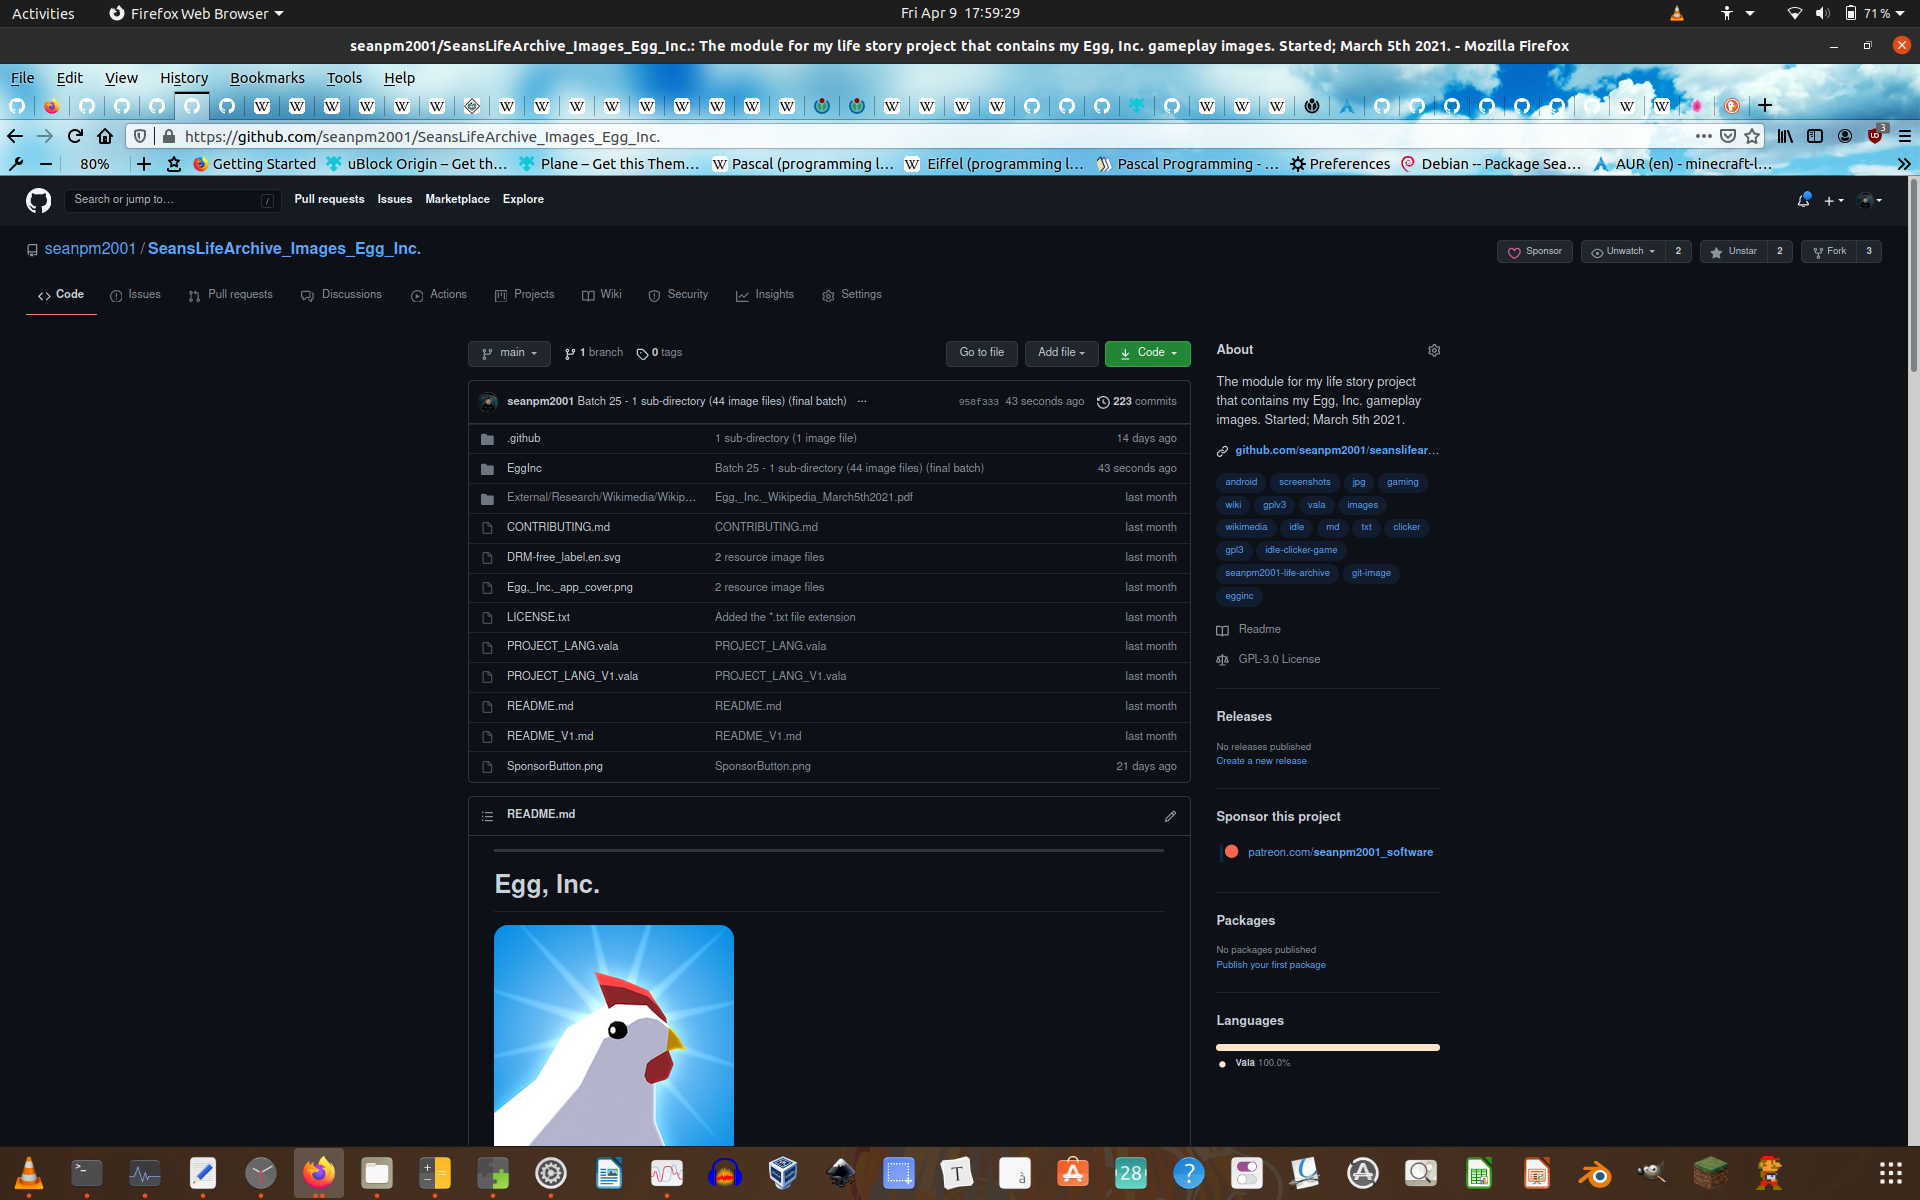 Activities Firefox Web Browser Fri Apr 9 17:59:29 71 %
seanpm2001/SeansLifeArchive_Images_Egg_Inc.: The module for my life story project that contains my Egg, Inc. gameplay images. Started; March 5th 2021. - Mozilla Firefox
File Edit View History Bookmarks Tools Help
https://github.com/seanpm2001/SeansLifeArchive_Images_Egg_Inc. 3
80% Getting Started uBlock Origin – Get th… Plane – Get this Them… Pascal (programming l… Eiffel (programming l… Pascal Programming - … Preferences Debian -- Package Sea… AUR (en) - minecraft-l…
Search or jump to… / Pull requests Issues Marketplace Explore
seanpm2001 / SeansLifeArchive_Images_Egg_Inc. Sponsor Unwatch 2 Unstar 2 Fork 3
Code Issues Pull requests Discussions Actions Projects Wiki Security Insights Settings
main 1 branch 0 tags Go to file Add file Code
seanpm2001 Batch 25 - 1 sub-directory (44 image files) (final batch) ... 958f333 43 seconds ago 223 commits
.github 1 sub-directory (1 image file) 14 days ago
EggInc Batch 25 - 1 sub-directory (44 image files) (final batch) 43 seconds ago
External/Research/Wikimedia/Wikip… Egg,_Inc._Wikipedia_March5th2021.pdf last month
CONTRIBUTING.md CONTRIBUTING.md last month
DRM-free_label.en.svg 2 resource image files last month
Egg,_Inc._app_cover.png 2 resource image files last month
LICENSE.txt Added the *.txt file extension last month
PROJECT_LANG.vala PROJECT_LANG.vala last month
PROJECT_LANG_V1.vala PROJECT_LANG_V1.vala last month
README.md README.md last month
README_V1.md README_V1.md last month
SponsorButton.png SponsorButton.png 21 days ago
README.md
Egg, Inc.
About
The module for my life story project
that contains my Egg, Inc. gameplay
images. Started; March 5th 2021.
github.com/seanpm2001/seanslifear…
android screenshots jpg gaming
wiki gplv3 vala images
wikimedia idle md txt clicker
gpl3 idle-clicker-game
seanpm2001-life-archive git-image
egginc
Readme
GPL-3.0 License
Releases
No releases published
Create a new release
Sponsor this project
patreon.com/seanpm2001_software
Packages
No packages published
Publish your first package
Languages
Vala 100.0%